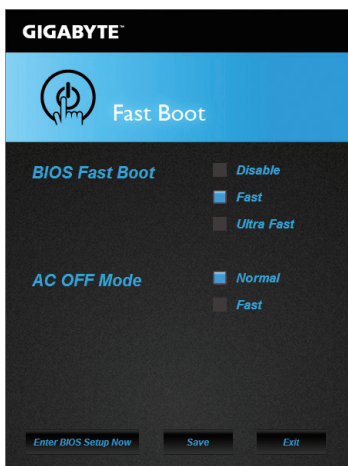 GIGABYTE™
Fast Boot
BIOS Fast Boot
Disable
Fast
Ultra Fast
AC OFF Mode
Normal
Fast
Enter BIOS Setup Now Save Exit